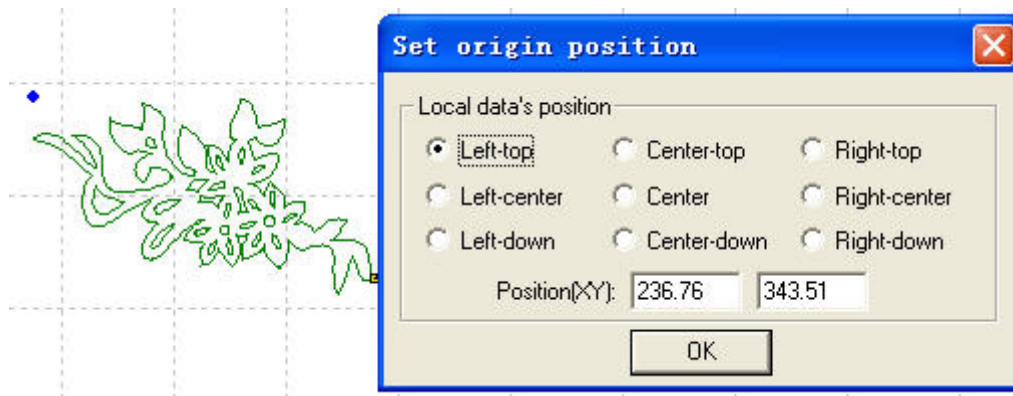 Set origin position
Local data's position
Left-top Center-top Right-top
Left-center Center Right-center
Left-down Center-down Right-down
Position(XY): 236.76 343.51
OK